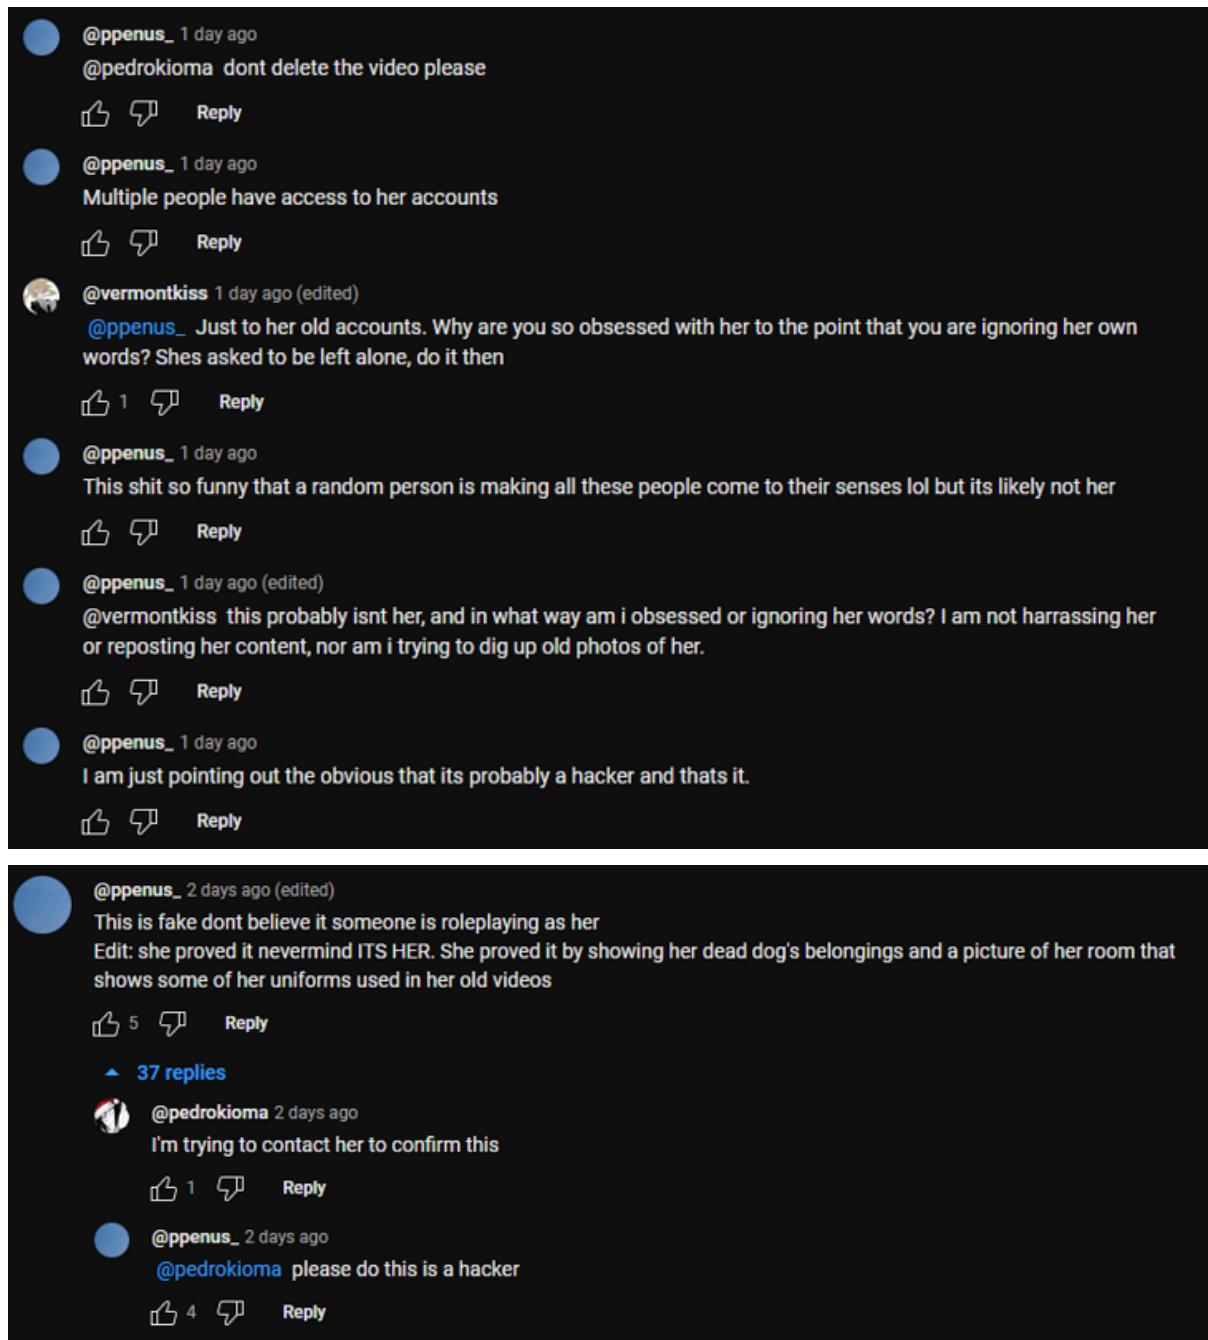 @ppenus_ 1 day ago
@pedrokioma dont delete the video please
Reply
@ppenus_ 1 day ago
Multiple people have access to her accounts
Reply
@vermontkiss 1 day ago (edited)
@ppenus_ Just to her old accounts. Why are you so obsessed with her to the point that you are ignoring her own
words? Shes asked to be left alone, do it then
1 Reply
@ppenus_ 1 day ago
This shit so funny that a random person is making all these people come to their senses lol but its likely not her
Reply
@ppenus_ 1 day ago (edited)
@vermontkiss this probably isnt her, and in what way am i obsessed or ignoring her words? I am not harrassing her
or reposting her content, nor am i trying to dig up old photos of her.
Reply
@ppenus_ 1 day ago
I am just pointing out the obvious that its probably a hacker and thats it.
Reply
@ppenus_ 2 days ago (edited)
This is fake dont believe it someone is roleplaying as her
Edit: she proved it nevermind ITS HER. She proved it by showing her dead dog's belongings and a picture of her room that
shows some of her uniforms used in her old videos
5 Reply
37 replies
@pedrokioma 2 days ago
I'm trying to contact her to confirm this
1 Reply
@ppenus_ 2 days ago
@pedrokioma please do this is a hacker
4 Reply